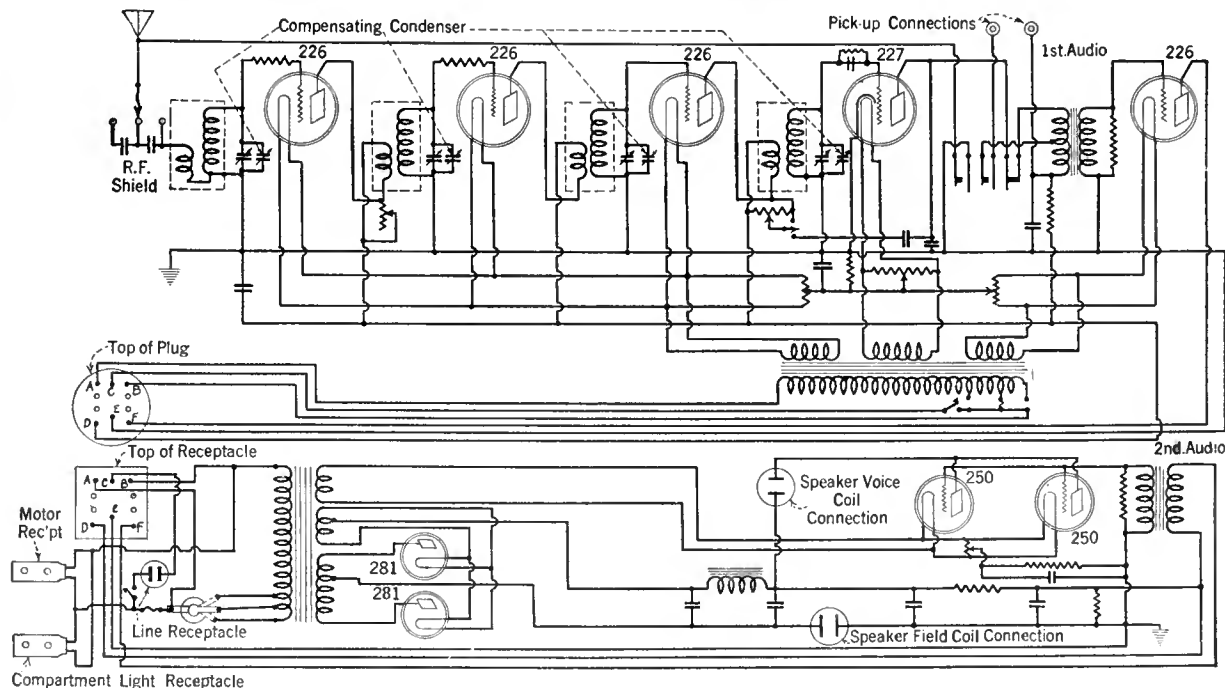 Compensating Condenser
Pick-up Connections
1st. Audio
226
226
226
227
226
R.F.
Shield
Top of Plug
A
C
B
D
E
F
2nd. Audio
Top of Receptacle
A
C
B
E
D
F
Motor
Rec'pt
Line Receptacle
281
281
Speaker Voice
Coil
Connection
250
250
Speaker Field Coil Connection
Compartment Light Receptacle